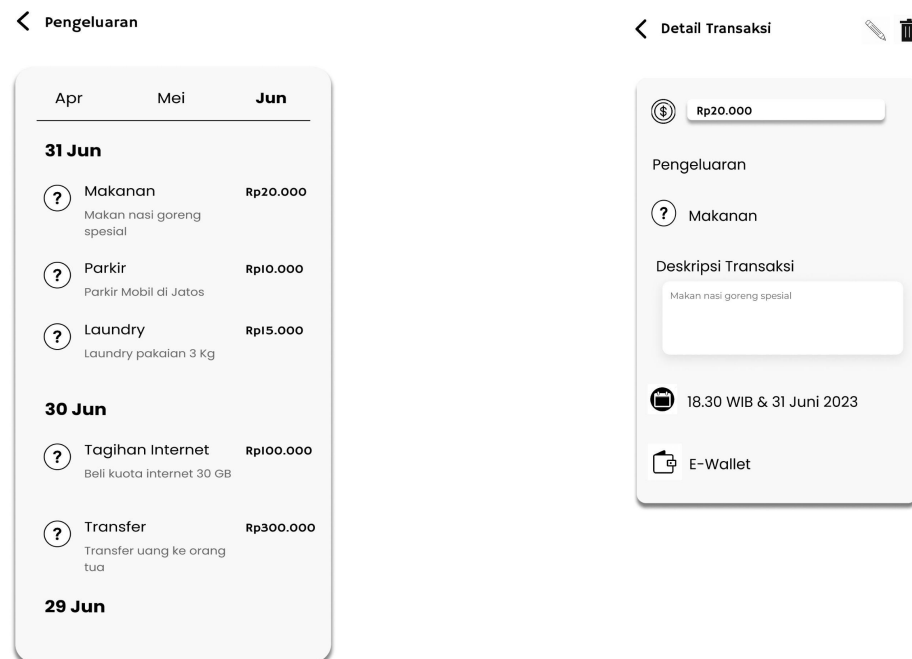 Pengeluaran
Apr Mei Jun
31 Jun
Makanan Rp20.000
Makan nasi goreng
spesial
Parkir Rp10.000
Parkir Mobil di Jatos
Laundry Rp15.000
Laundry pakaian 3 Kg
30 Jun
Tagihan Internet Rp100.000
Beli kuota internet 30 GB
Transfer Rp300.000
Transfer uang ke orang
tua
29 Jun
Detail Transaksi
Rp20.000
Pengeluaran
Makanan
Deskripsi Transaksi
Makan nasi goreng spesial
18.30 WIB & 31 Juni 2023
E-Wallet